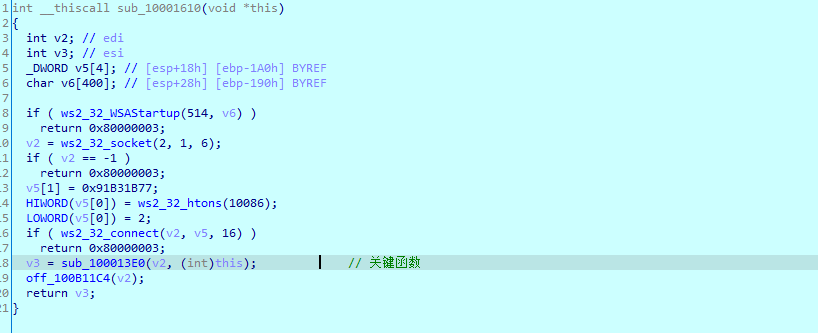 1 int __thiscall sub_10001610(void *this)
2 {
3 int v2; // edi
4 int v3; // esi
5 _DWORD v5[4]; // [esp+18h] [ebp-1A0h] BYREF
6 char v6[400]; // [esp+28h] [ebp-190h] BYREF
7
8 if ( ws2_32_WSAStartup(514, v6) )
9 return 0x80000003;
10 v2 = ws2_32_socket(2, 1, 6);
11 if ( v2 == -1 )
12 return 0x80000003;
13 v5[1] = 0x91B31B77;
14 HIWORD(v5[0]) = ws2_32_htons(10086);
15 LOWORD(v5[0]) = 2;
16 if ( ws2_32_connect(v2, v5, 16) )
17 return 0x80000003;
18 v3 = sub_100013E0(v2, (int)this); // 关键函数
19 off_100B11C4(v2);
20 return v3;
21 }